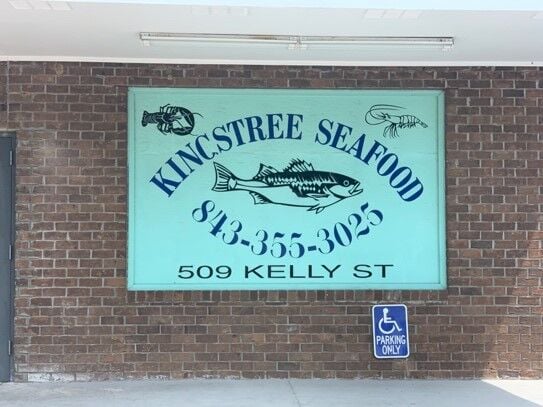 KINGSTREE SEAFOOD
843-355-3025
509 KELLY ST
PARKING
ONLY